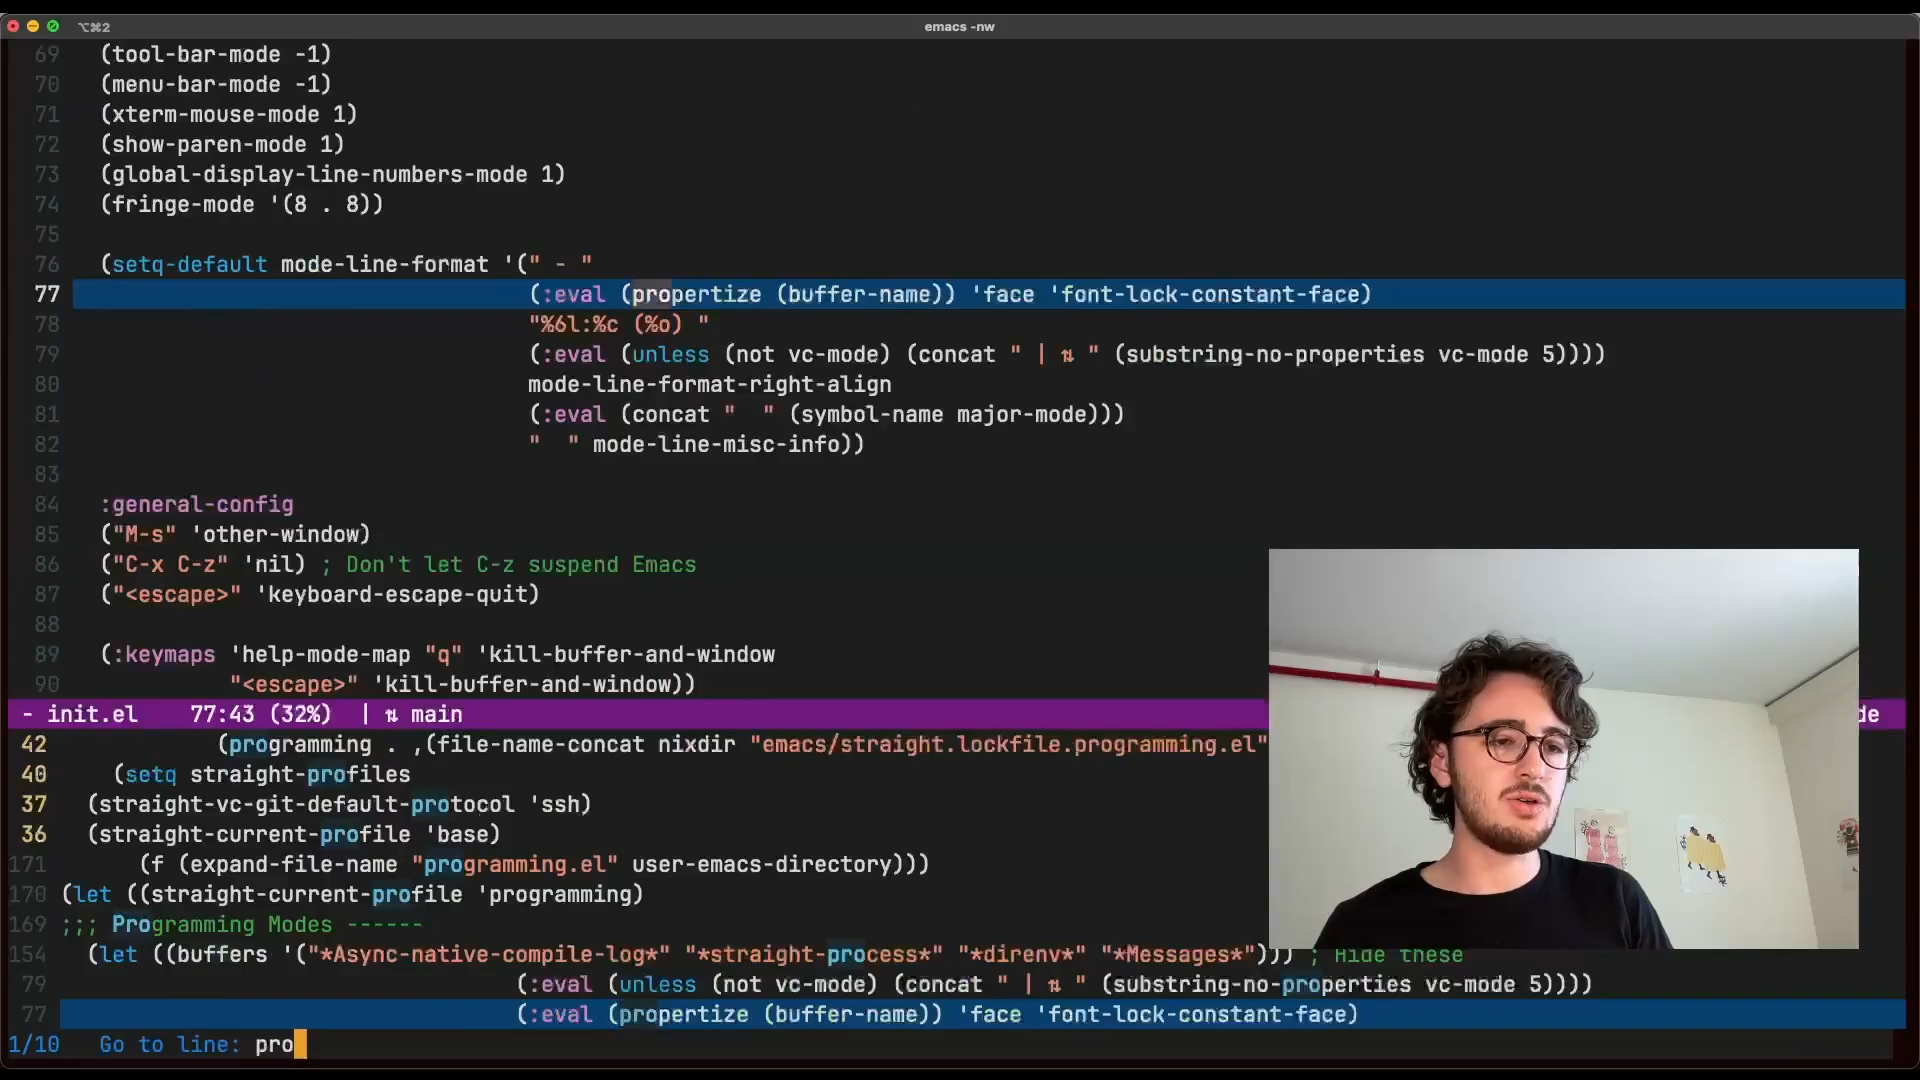 ⌥⌘2
emacs -nw
69 (tool-bar-mode -1)
70 (menu-bar-mode -1)
71 (xterm-mouse-mode 1)
72 (show-paren-mode 1)
73 (global-display-line-numbers-mode 1)
74 (fringe-mode '(8 . 8))
75
76 (setq-default mode-line-format '(" - "
77 (:eval (propertize (buffer-name)) 'face 'font-lock-constant-face)
78 "%6l:%c (%o) "
79 (:eval (unless (not vc-mode) (concat " | ⇅ " (substring-no-properties vc-mode 5))))
80 mode-line-format-right-align
81 (:eval (concat "  " (symbol-name major-mode)))
82 "  " mode-line-misc-info))
83
84 :general-config
85 ("M-s" 'other-window)
86 ("C-x C-z" 'nil) ; Don't let C-z suspend Emacs
87 ("<escape>" 'keyboard-escape-quit)
88
89 (:keymaps 'help-mode-map "q" 'kill-buffer-and-window
90 "<escape>" 'kill-buffer-and-window))
- init.el 77:43 (32%) | ⇅ main de
42 (programming . ,(file-name-concat nixdir "emacs/straight.lockfile.programming.el"
40 (setq straight-profiles
37 (straight-vc-git-default-protocol 'ssh)
36 (straight-current-profile 'base)
171 (f (expand-file-name "programming.el" user-emacs-directory)))
170 (let ((straight-current-profile 'programming)
169 ;;; Programming Modes ------
154 (let ((buffers '("*Async-native-compile-log*" "*straight-process*" "*direnv*" "*Messages*"))) ; Hide these
79 (:eval (unless (not vc-mode) (concat " | ⇅ " (substring-no-properties vc-mode 5))))
77 (:eval (propertize (buffer-name)) 'face 'font-lock-constant-face)
1/10 Go to line: pro